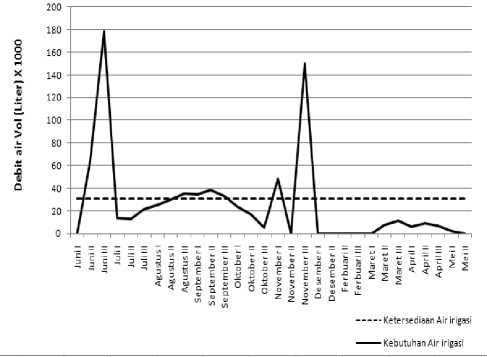 Debit air Vol (Liter) X 1000
200
180
160
140
120
100
80
60
40
20
0
Juni I
Juni II
Juni III
Juli I
Juli II
Juli III
Agustus I
Agustus II
Agustus III
September I
September II
September III
Oktober I
Oktober II
Oktober III
November I
November II
November III
Desember I
Desember II
Ferbuari II
Ferbuari III
Maret I
Maret II
Maret III
April I
April II
April III
Mei I
Mei II
Ketersediaan Air irigasi
Kebutuhan Air irigasi